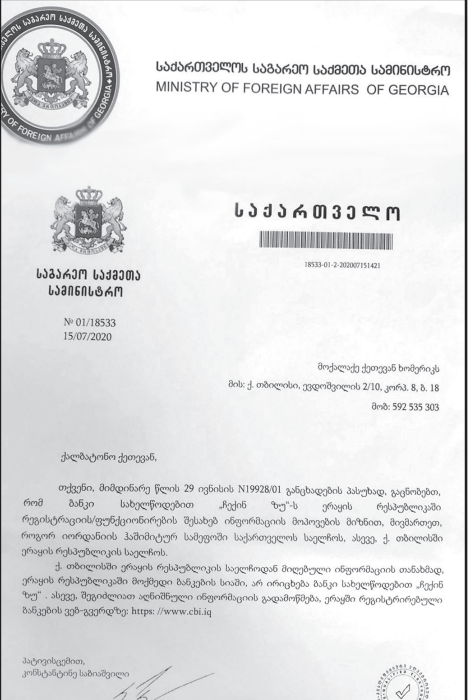 საქართველოს საგარეო საქმეთა სამინისტრო
MINISTRY OF FOREIGN AFFAIRS OF GEORGIA
საქართველო
18533-01-2-202007151421
საგარეო საქმეთა
სამინისტრო
№ 01/18533
15/07/2020
მოქალაქე ქეთევან ხომერიკს
მის: ქ. თბილისი, ევდოშვილის 2/10, კორპ. 8, ბ. 18
მობ: 592 535 303
ქალბატონო ქეთევან,
თქვენი, მიმდინარე წლის 29 ივნისის N19928/01 განცხადების პასუხად, გაცნობებთ,
რომ ბანკი სახელწოდებით „ჩექინ ზუ"-ს ერაყის რესპუბლიკაში
რეგისტრაციის/ფუნქციონირების შესახებ ინფორმაციის მოპოვების მიზნით, მივმართეთ,
როგორ იორდანიის ჰაშიმიტურ სამეფოში საქართველოს საელჩოს, ასევე, ქ. თბილისში
ერაყის რესპუბლიკის საელჩოს.
ქ. თბილისში ერაყის რესპუბლიკის საელჩოდან მიღებული ინფორმაციის თანახმად,
ერაყის რესპუბლიკაში მოქმედი ბანკების სიაში, არ ირიცხება ბანკი სახელწოდებით „ჩექინ
ზუ" . ასევე, შეგიძლიათ აღნიშნული ინფორმაციის გადამოწმება, ერაყში რეგისტრირებული
ბანკების ვებ-გვერდზე: https: //www.cbi.iq
პატივისცემით,
კონსტანტინე საბიაშვილი